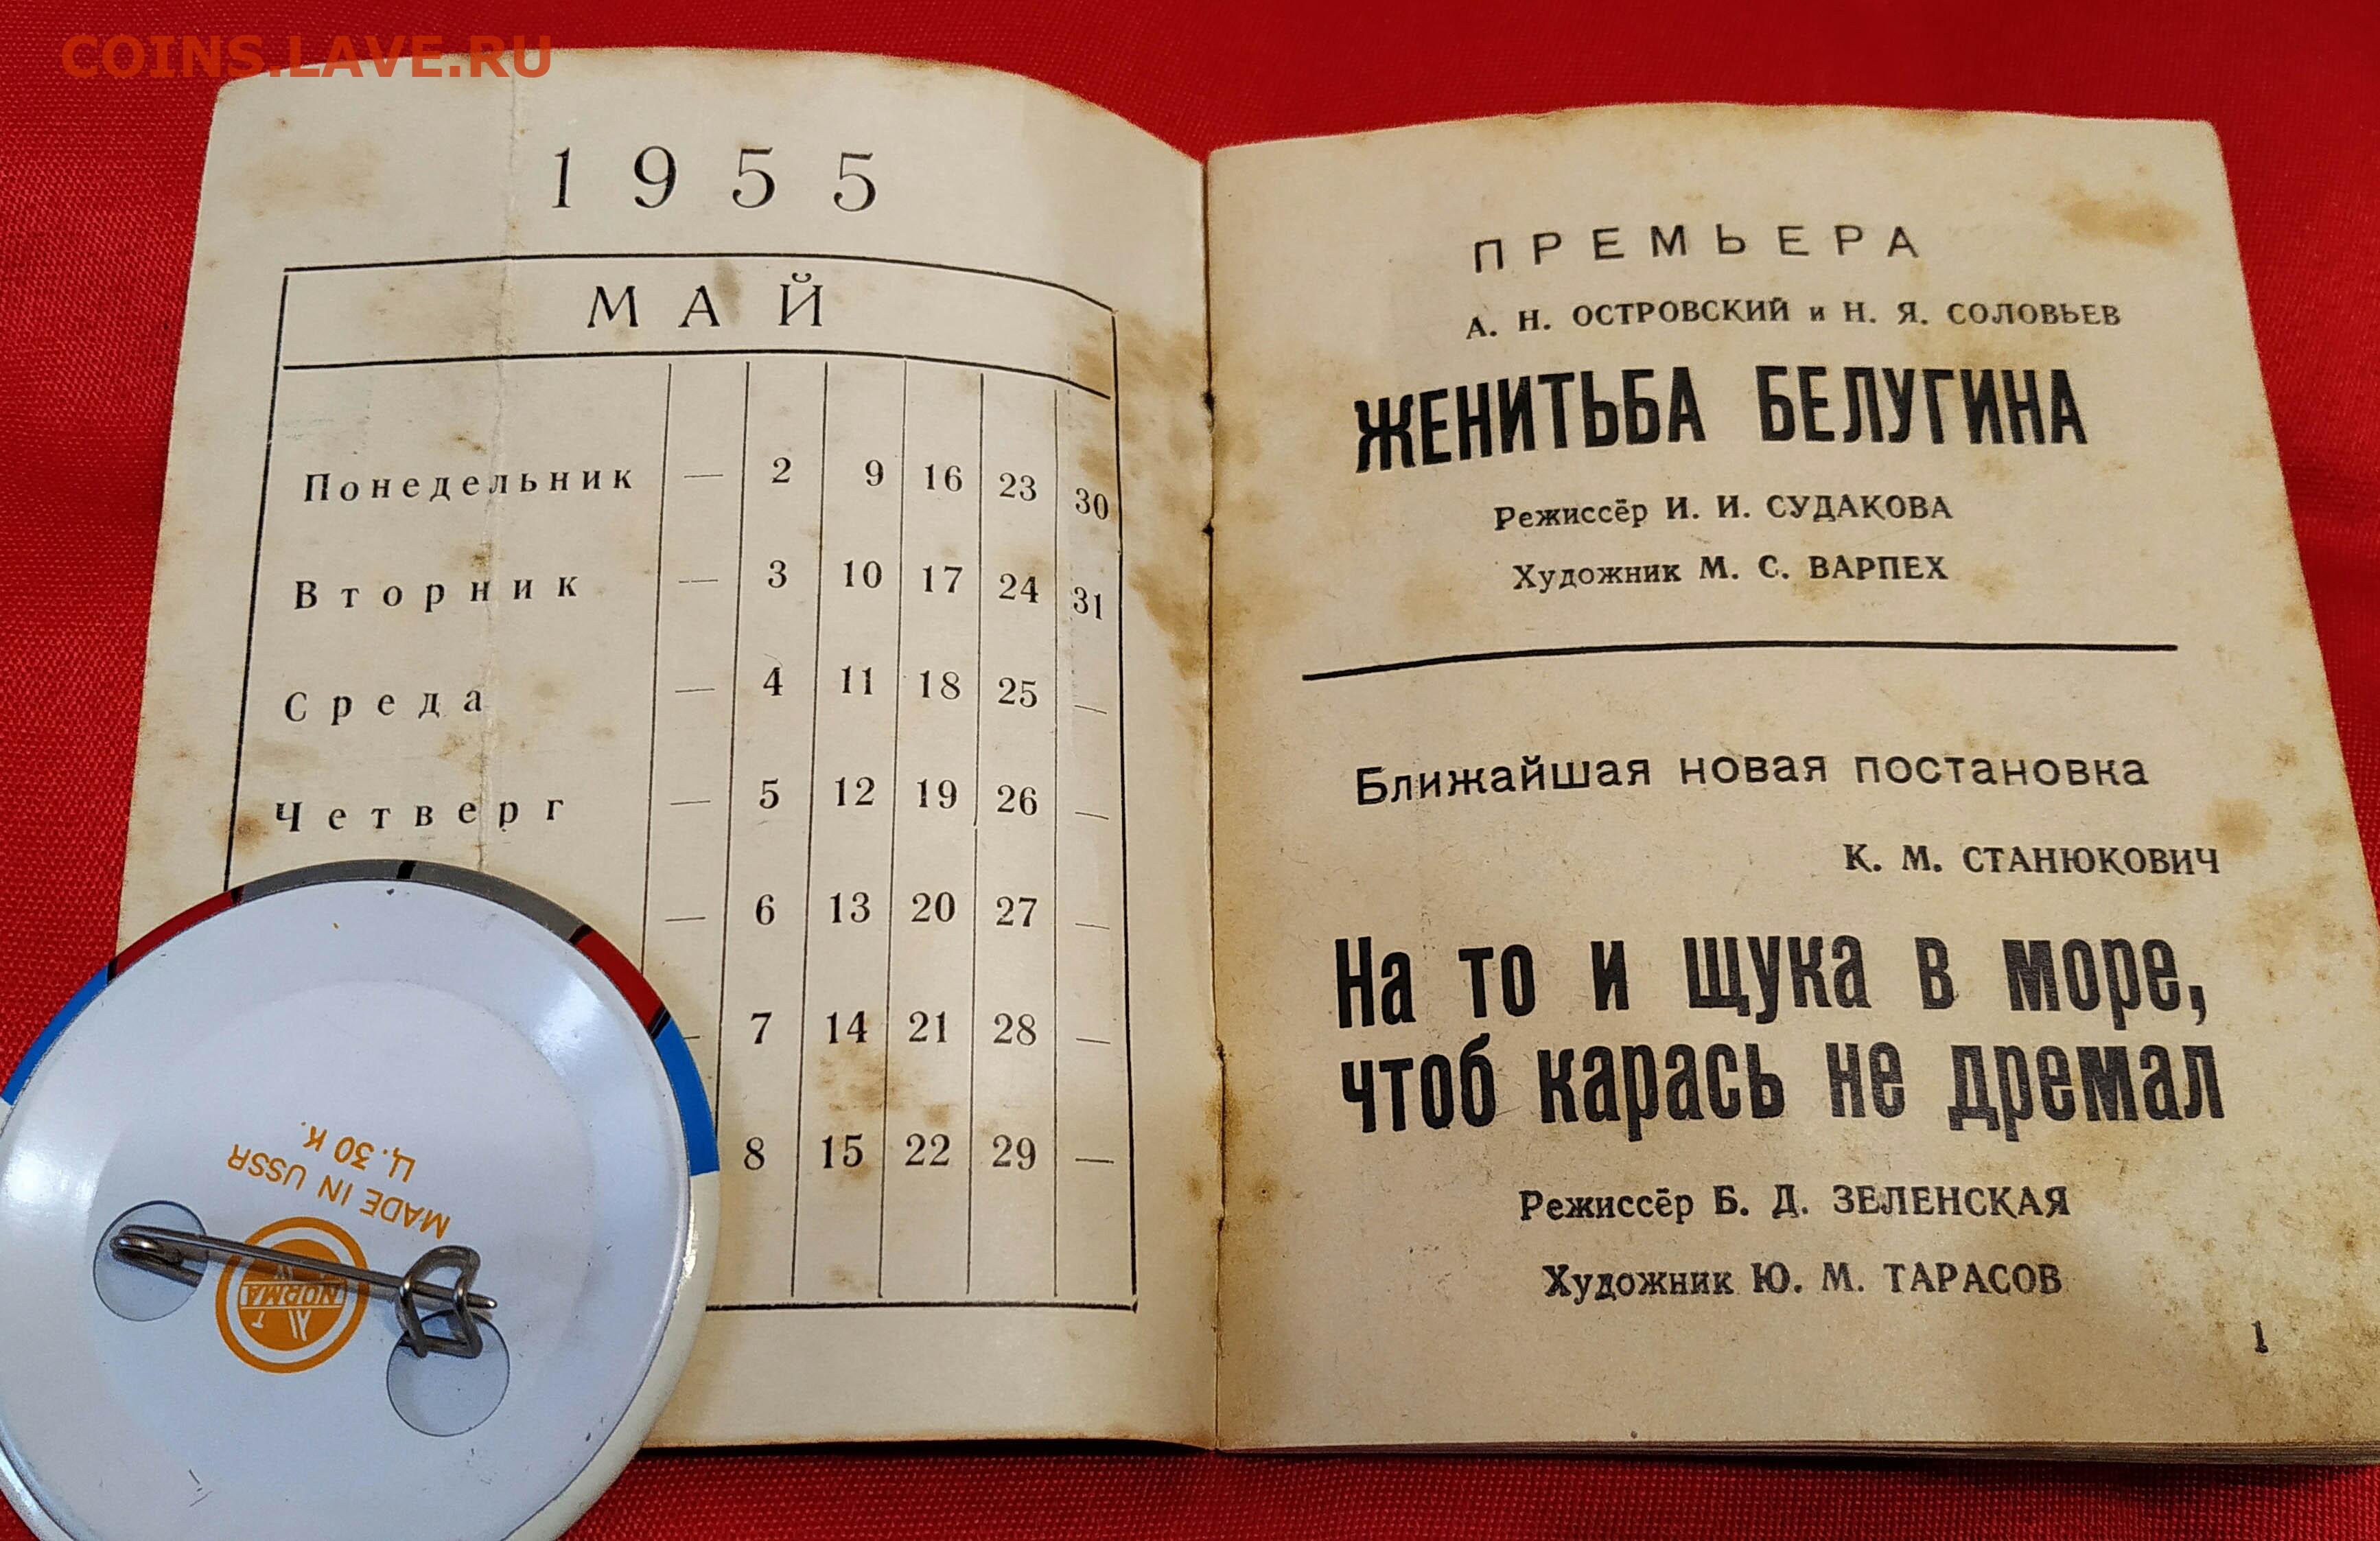 COINS.LAVE.RU
1955
МАЙ
Понедельник — 2 9 16 23 30
Вторник — 3 10 17 24 31
Среда — 4 11 18 25 —
Четверг — 5 12 19 26 —
— 6 13 20 27 —
— 7 14 21 28 —
8 15 22 29 —
ПРЕМЬЕРА
А. Н. ОСТРОВСКИЙ и Н. Я. СОЛОВЬЕВ
ЖЕНИТЬБА БЕЛУГИНА
Режиссёр И. И. СУДАКОВА
Художник М. С. ВАРПЕХ
Ближайшая новая постановка
К. М. СТАНЮКОВИЧ
На то и щука в море,
чтоб карась не дремал
Режиссёр Б. Д. ЗЕЛЕНСКАЯ
Художник Ю. М. ТАРАСОВ
1
T
NORMA
MADE IN USSR
Ц. 30 К.